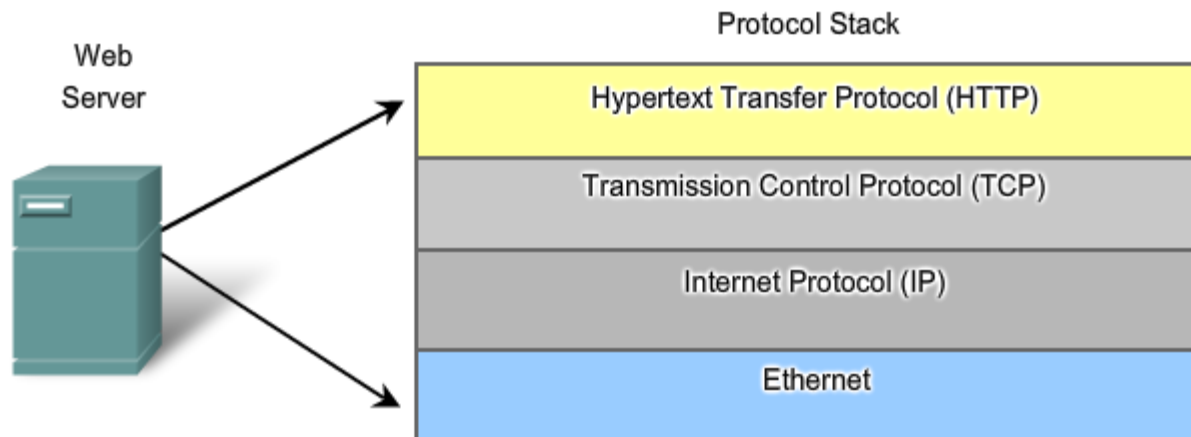 Protocol Stack
Web
Server
Hypertext Transfer Protocol (HTTP)
Transmission Control Protocol (TCP)
Internet Protocol (IP)
Ethernet